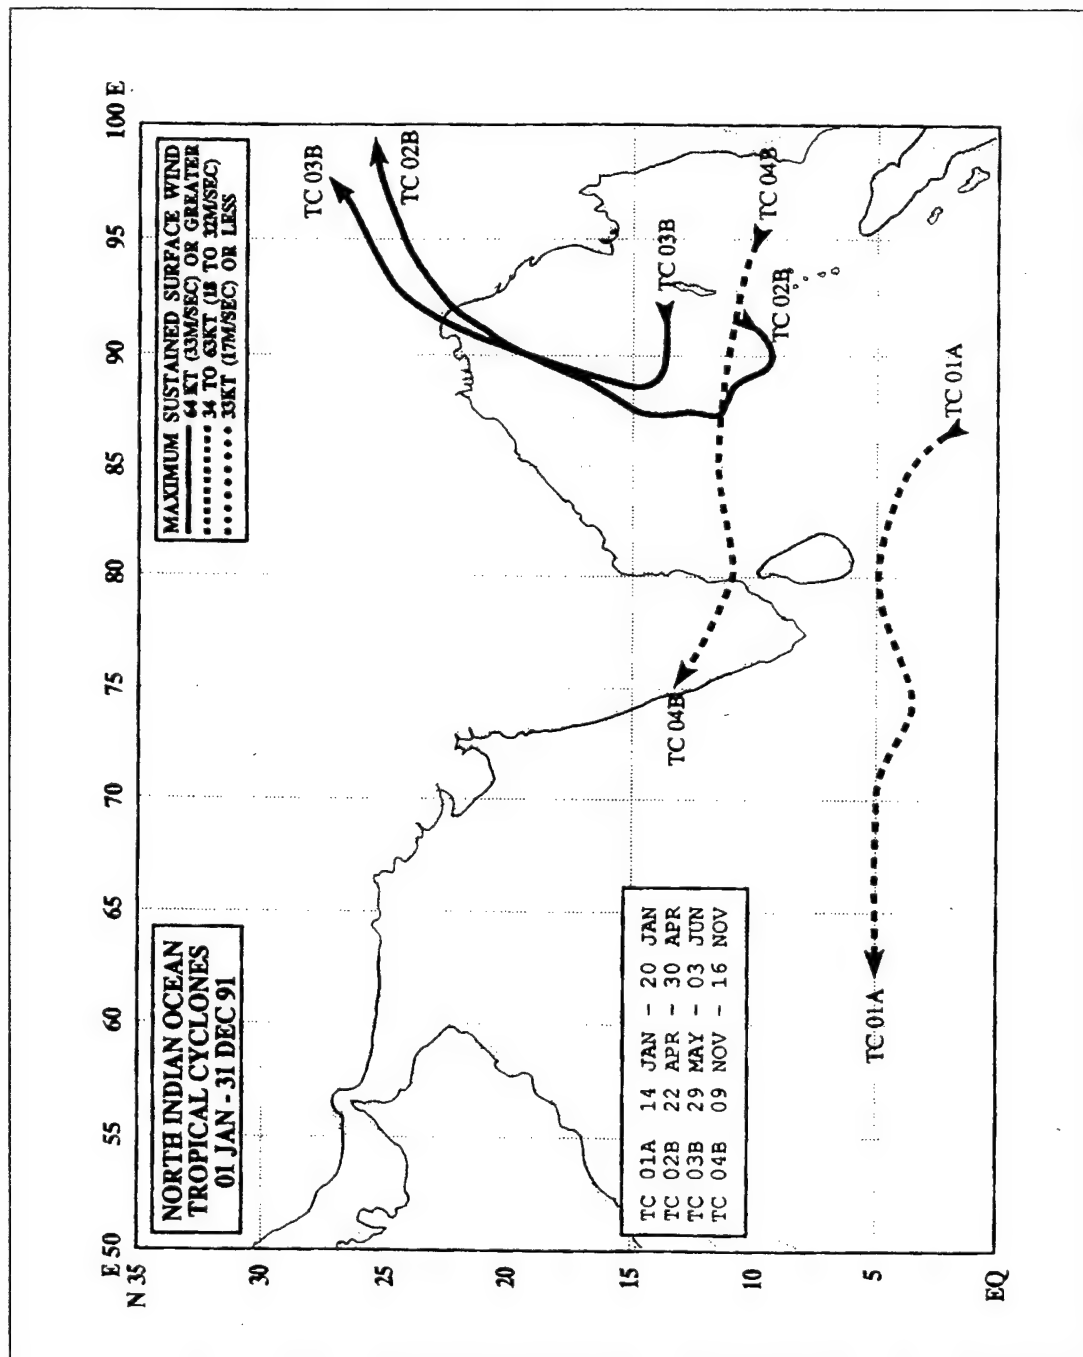 NORTH INDIAN OCEAN
TROPICAL CYCLONES
01 JAN - 31 DEC 91
MAXIMUM SUSTAINED SURFACE WIND
64 KT (33M/SEC) OR GREATER
34 TO 63KT (18 TO 32M/SEC)
33KT (17M/SEC) OR LESS
E 50
55
60
65
70
75
80
85
90
95
100 E
N 35
30
25
20
15
10
5
EQ
TC 03B
TC 02B
TC 03B
TC 04B
TC 02B
TC 04B
TC 01A
TC 01A
TC 01A 14 JAN - 20 JAN
TC 02B 22 APR - 30 APR
TC 03B 29 MAY - 03 JUN
TC 04B 09 NOV - 16 NOV